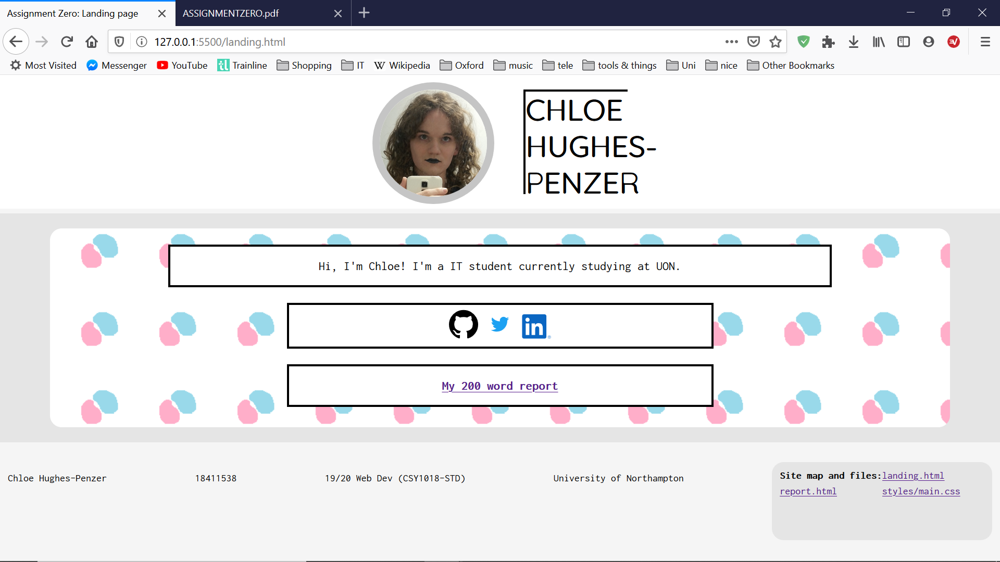 Assignment Zero: Landing page
ASSIGNMENTZERO.pdf
127.0.0.1:5500/landing.html
Most Visited Messenger YouTube Trainline Shopping IT Wikipedia Oxford music tele tools & things Uni nice Other Bookmarks
CHLOE
HUGHES-
PENZER
Hi, I'm Chloe! I'm a IT student currently studying at UON.
in
My 200 word report
Chloe Hughes-Penzer 18411538 19/20 Web Dev (CSY1018-STD) University of Northampton
Site map and files:landing.html
report.html styles/main.css